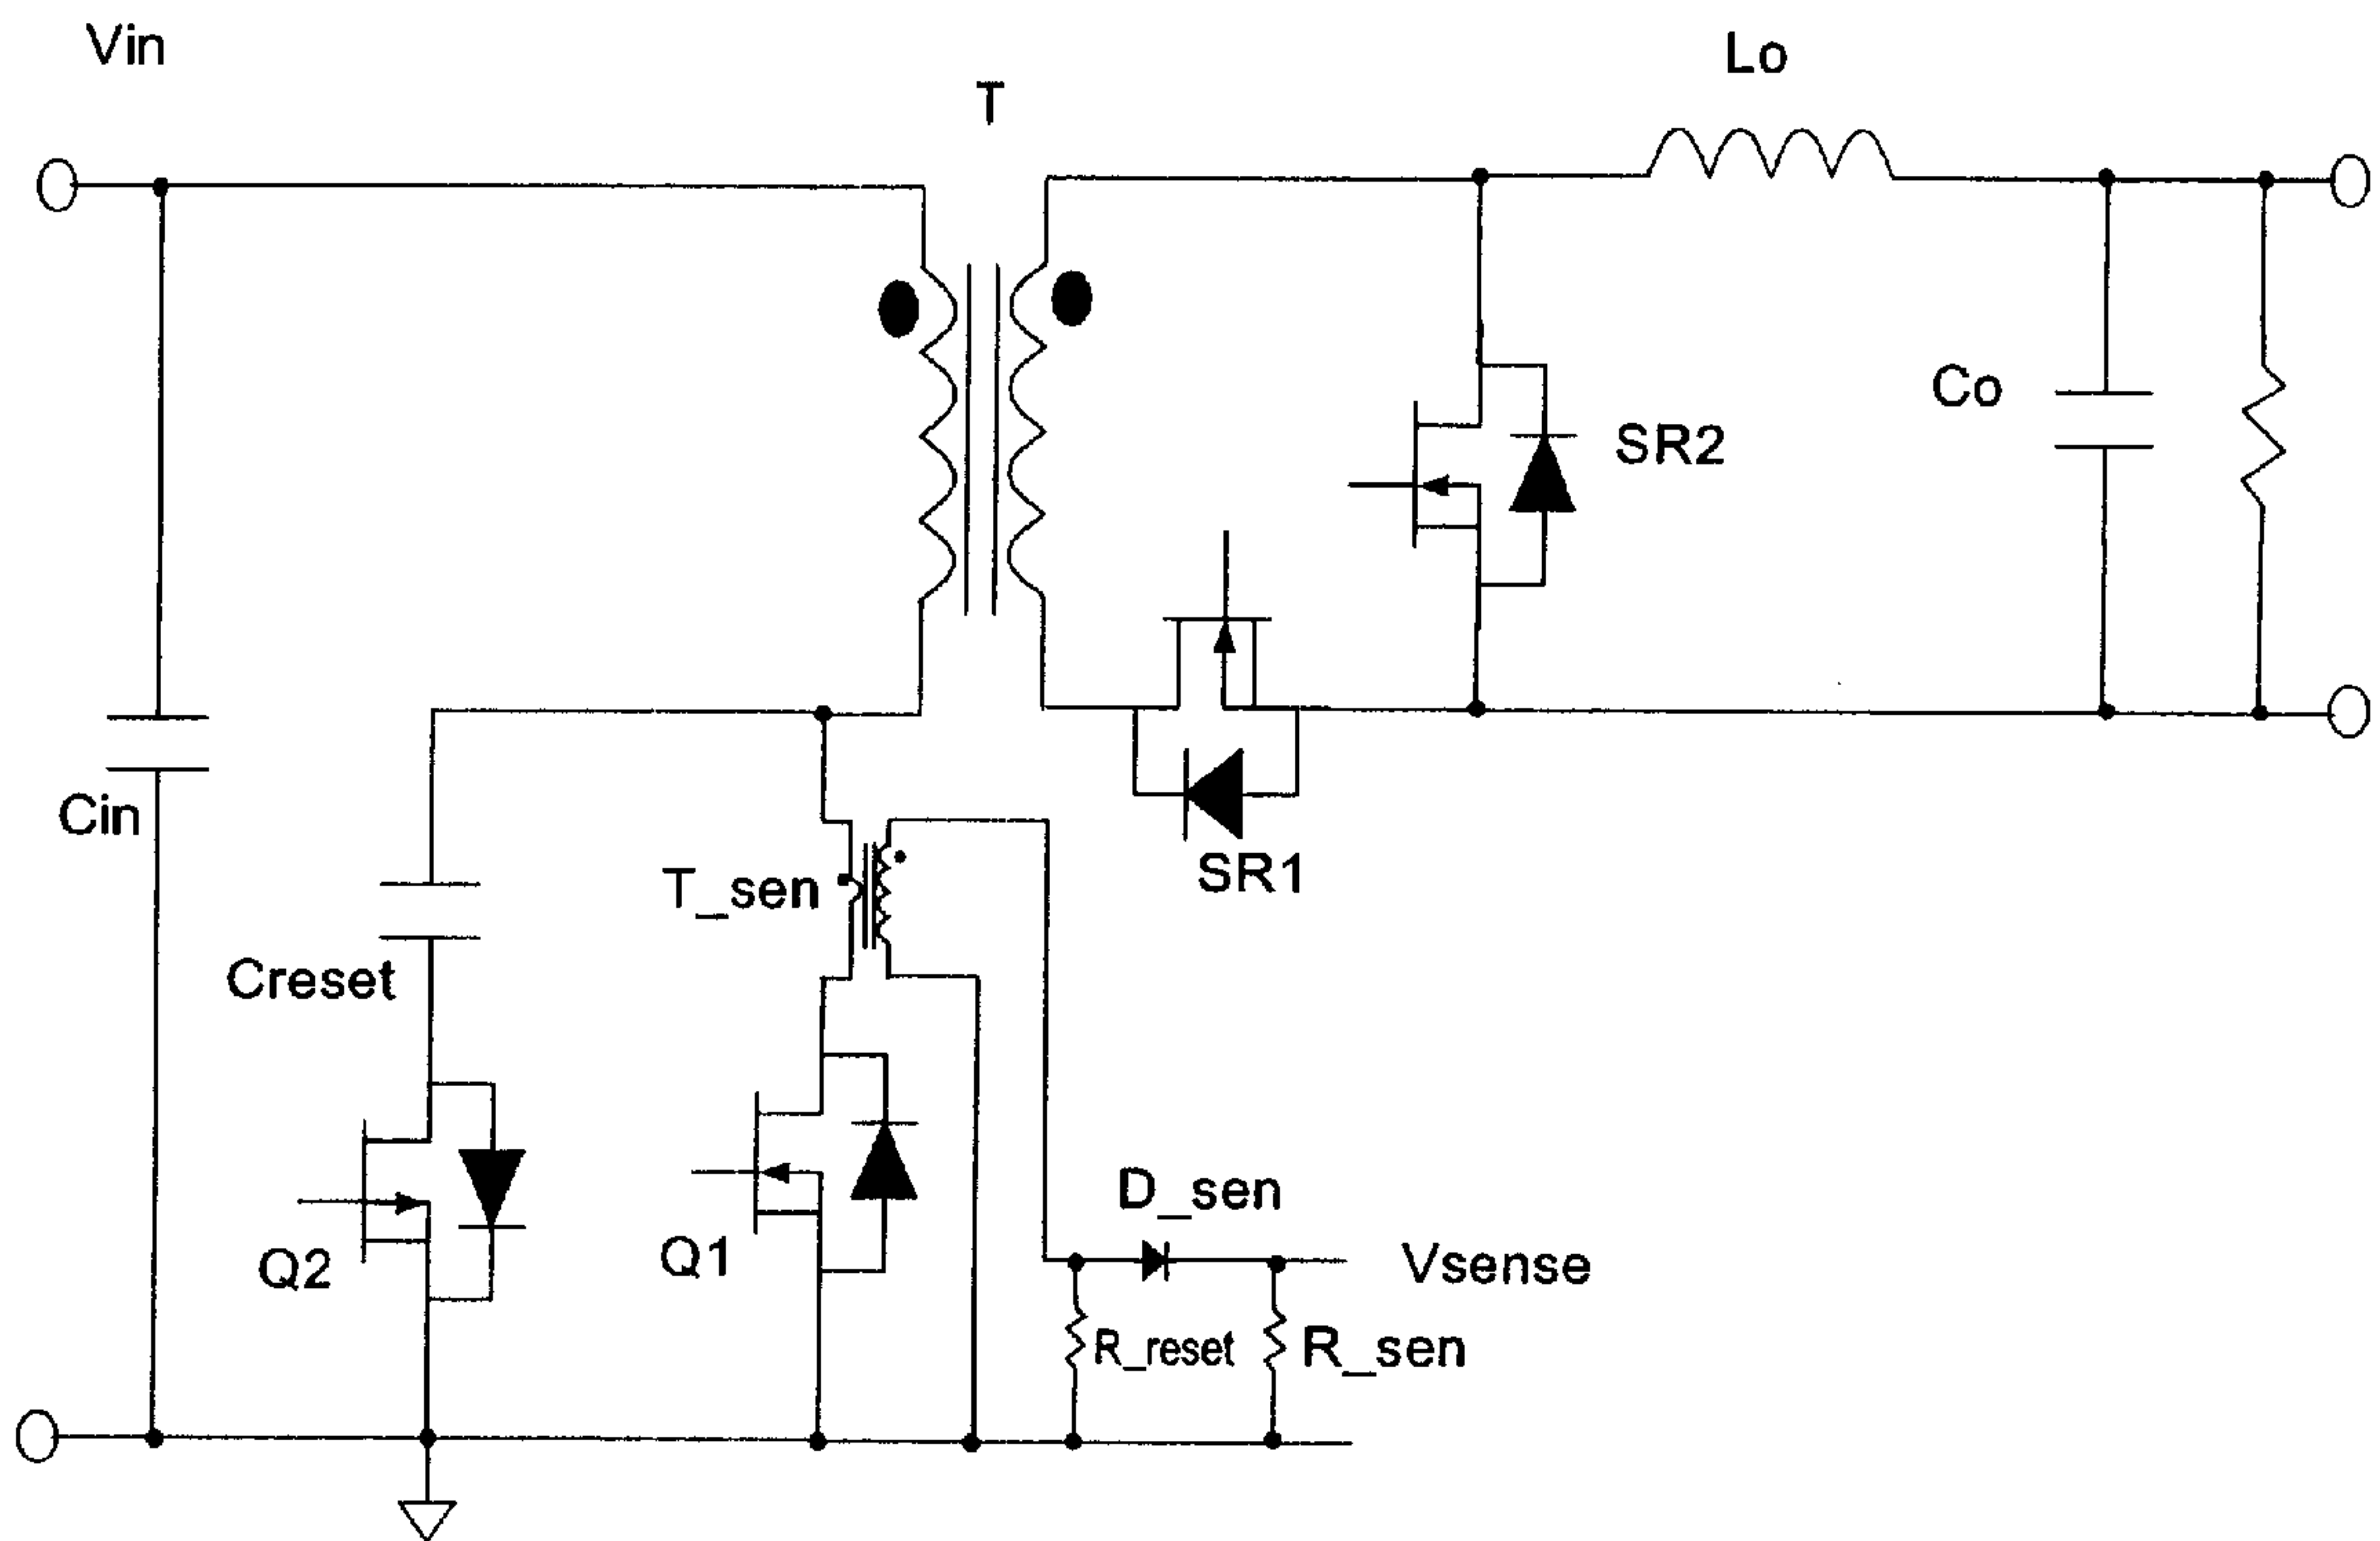 Vin
T
Lo
Co
SR2
Cin
T_sen
SR1
Creset
D_sen
Q2
Q1
Vsense
R_reset
R_sen